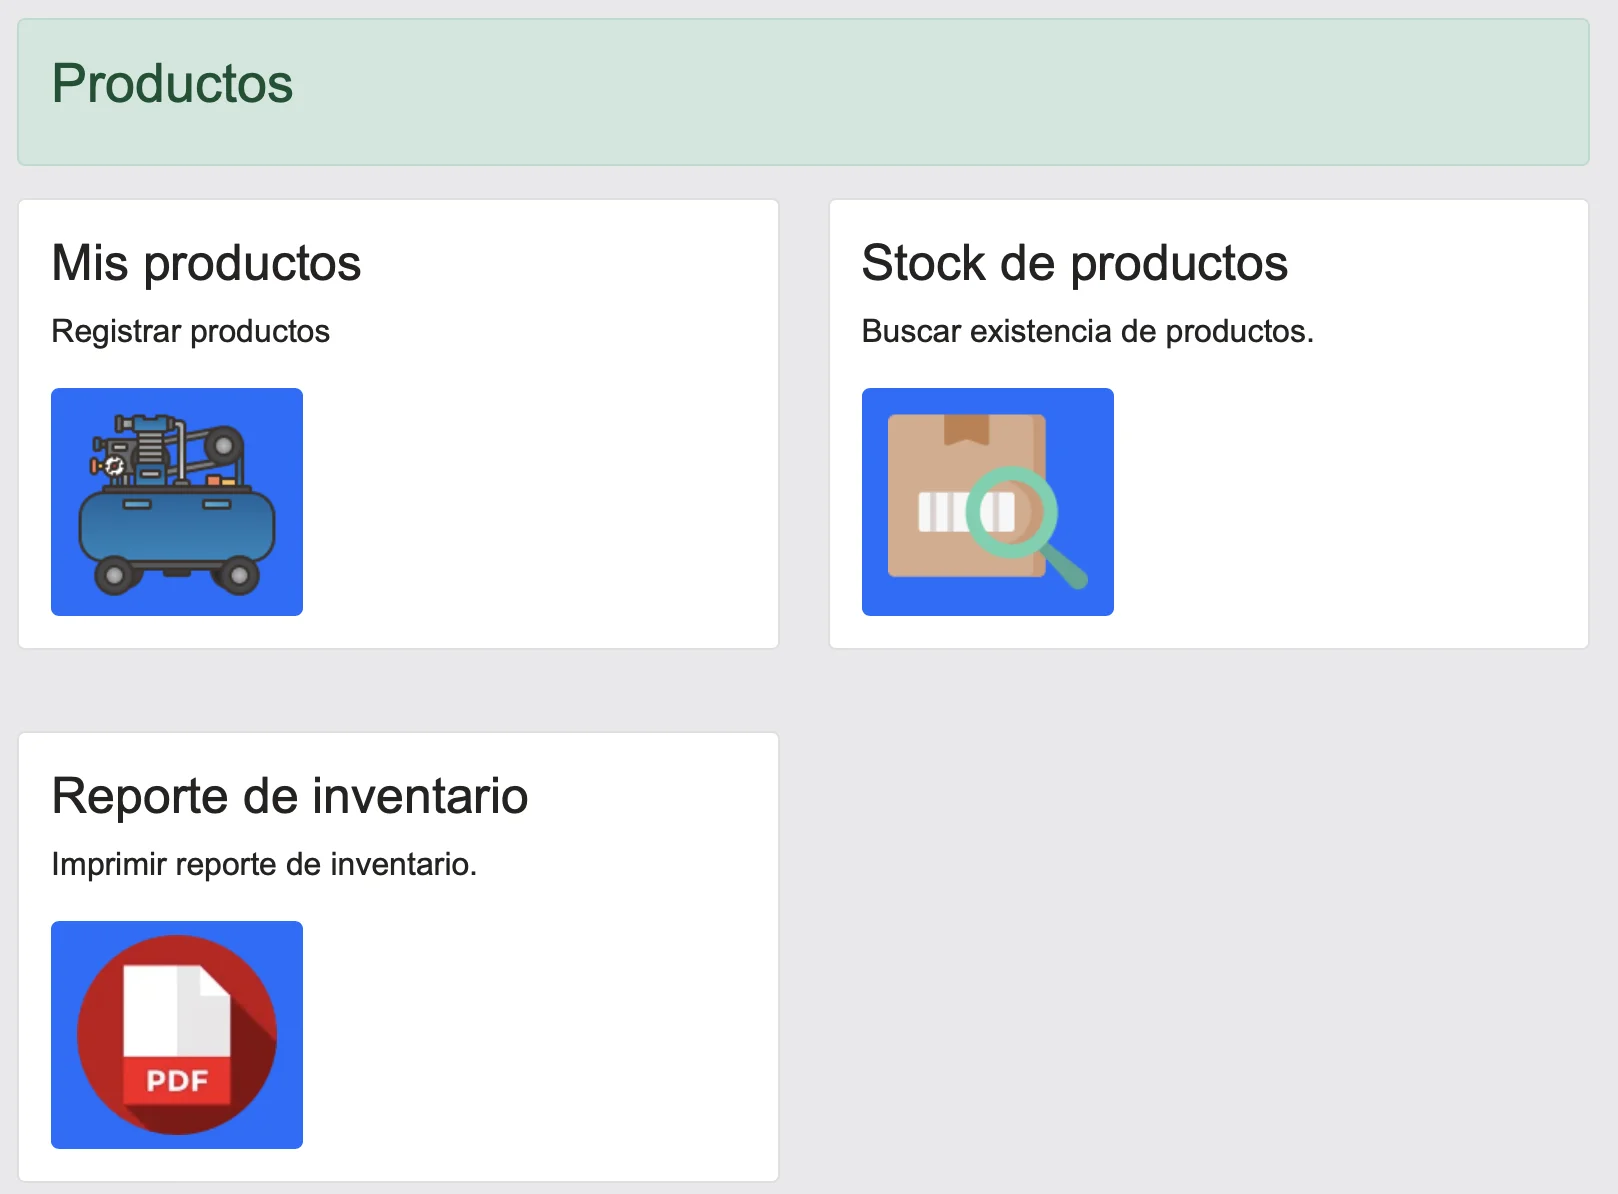 Productos
Mis productos
Registrar productos
Stock de productos
Buscar existencia de productos.
Reporte de inventario
Imprimir reporte de inventario.
PDF